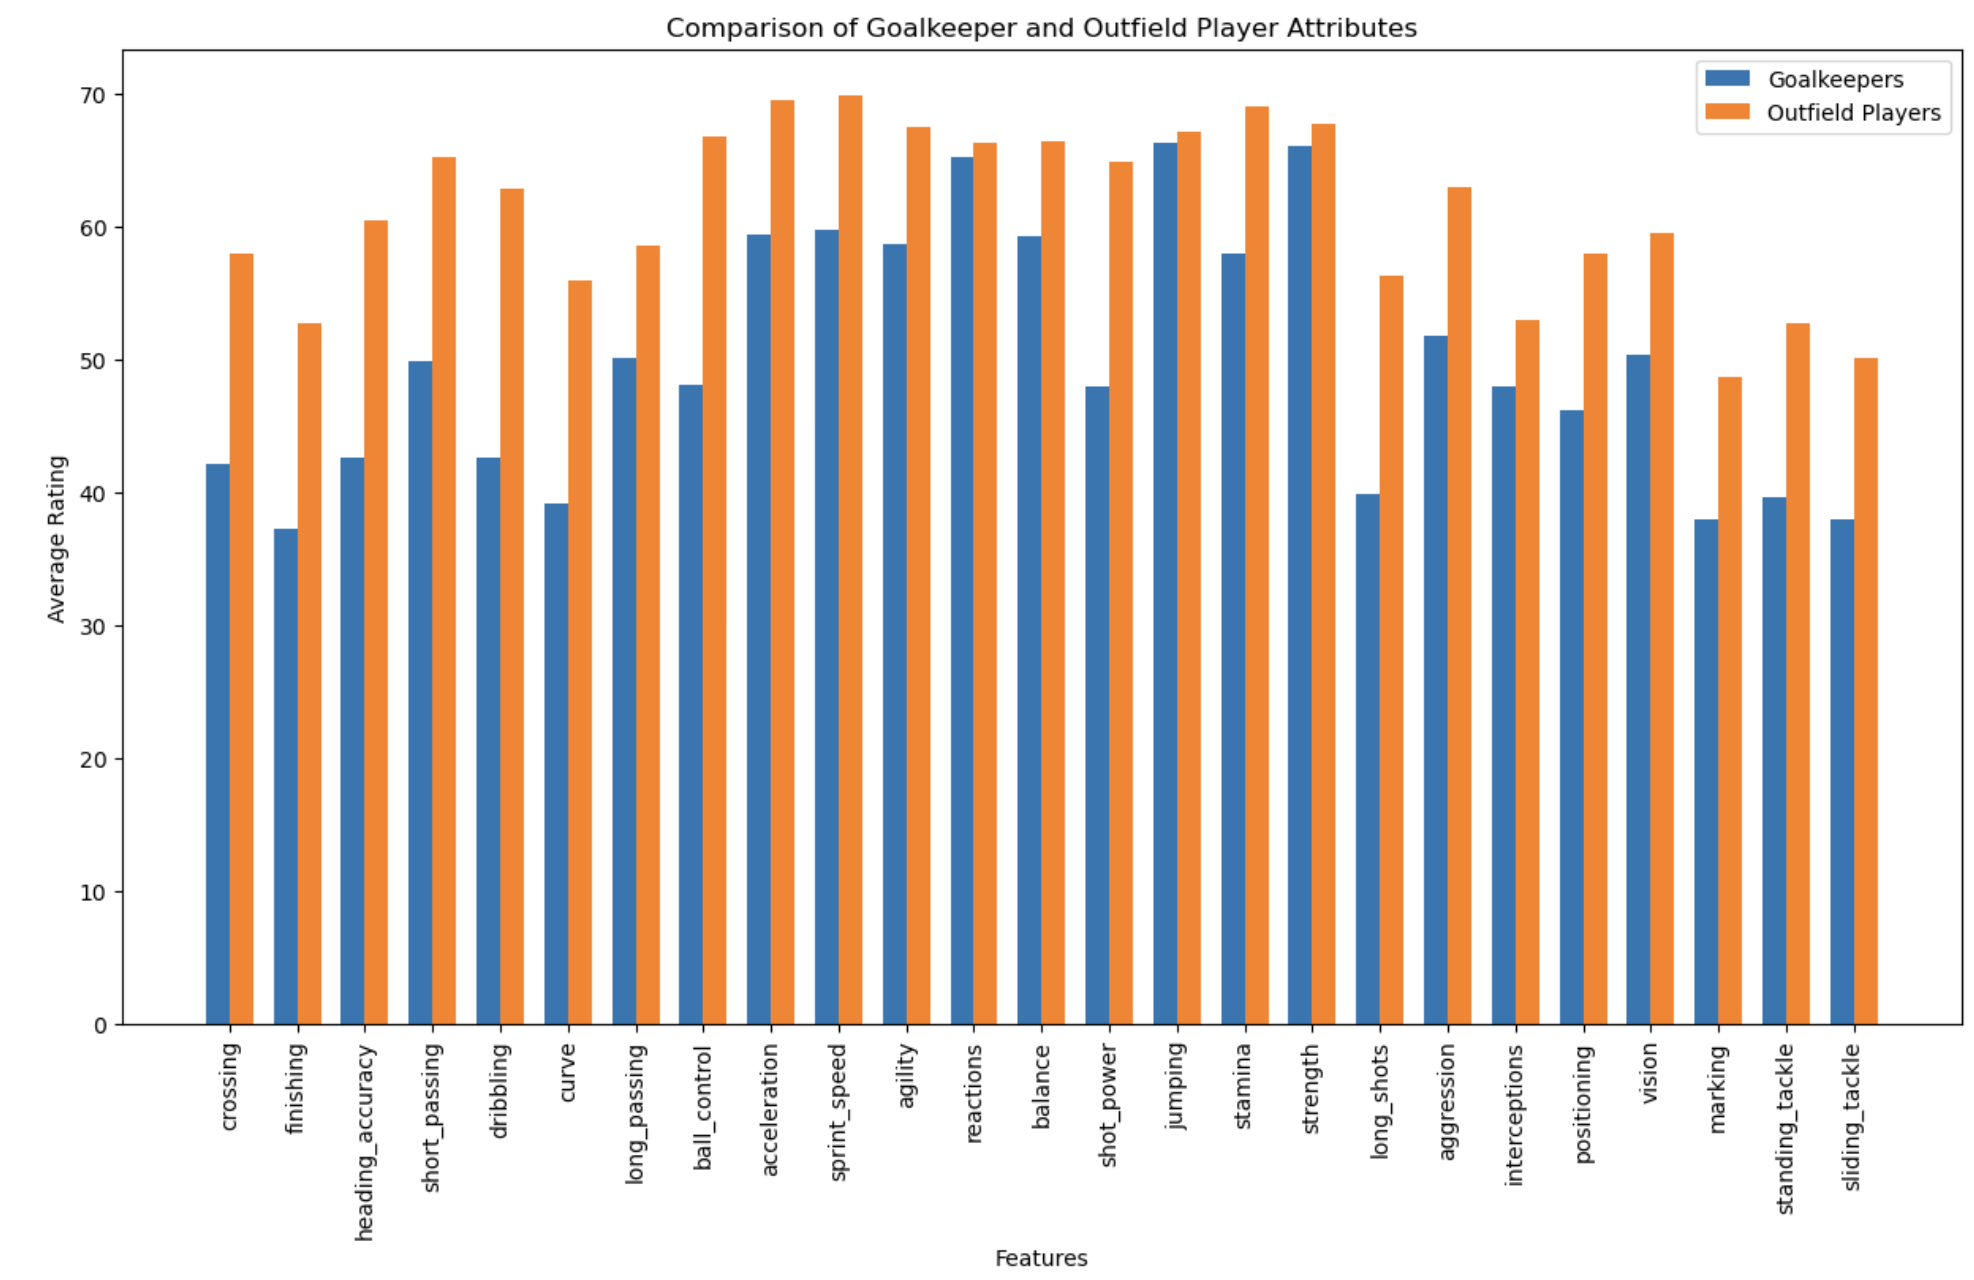 Comparison of Goalkeeper and Outfield Player Attributes
Goalkeepers
Outfield Players
Average Rating
70
60
50
40
30
20
10
0
crossing
finishing
heading_accuracy
short_passing
dribbling
curve
long_passing
ball_control
acceleration
sprint_speed
agility
reactions
balance
shot_power
jumping
stamina
strength
long_shots
aggression
interceptions
positioning
vision
marking
standing_tackle
sliding_tackle
Features